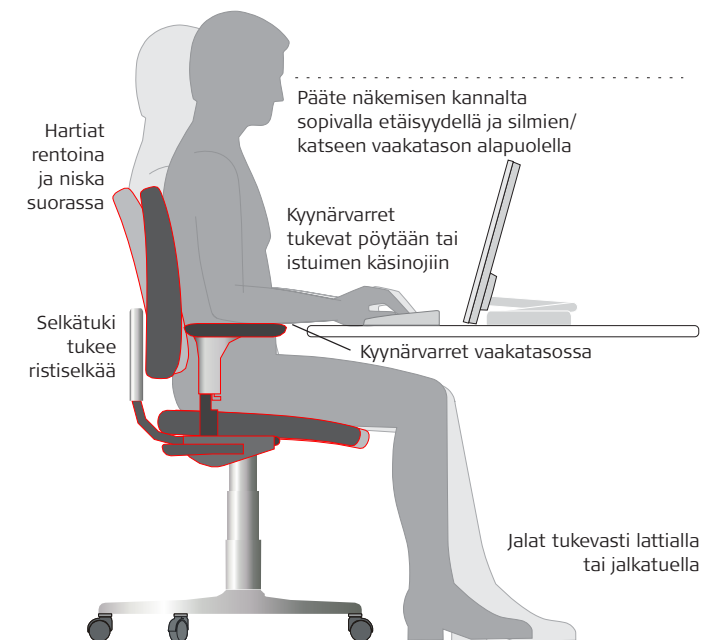 Pääte näkemisen kannalta
sopivalla etäisyydellä ja silmien/
katseen vaakatason alapuolella
Hartiat
rentoina
ja niska
suorassa
Kyynärvarret
tukevat pöytään tai
istuimen käsinojiin
Selkätuki
tukee
ristiselkää
Kyynärvarret vaakatasossa
Jalat tukevasti lattialla
tai jalkatuella